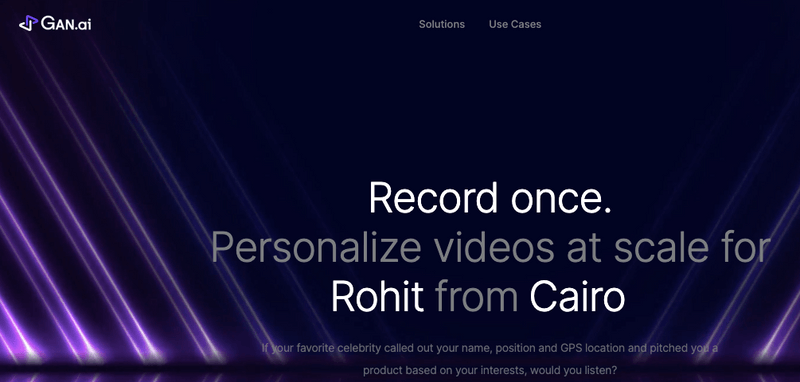 GAN.ai
Solutions
Use Cases
Record once.
Personalize videos at scale for
Rohit from Cairo
If your favorite celebrity called out your name, position and GPS location and pitched you a
product based on your interests, would you listen?